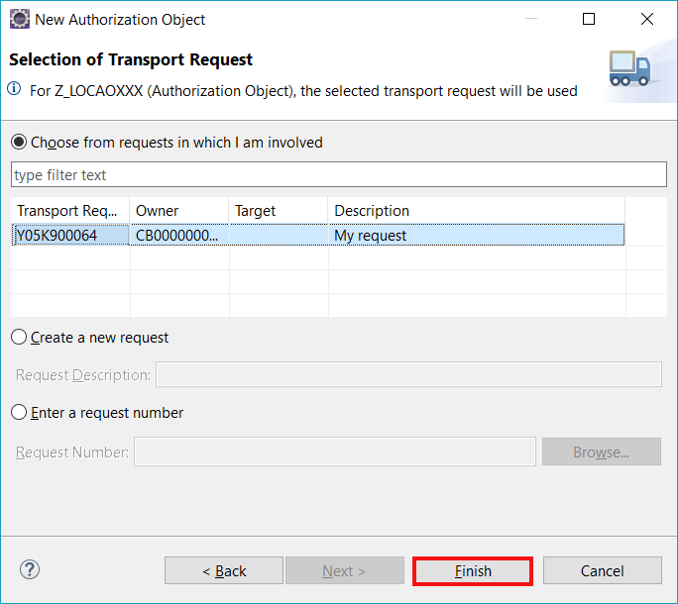 New Authorization Object
Selection of Transport Request
For Z_LOCAOXXX (Authorization Object), the selected transport request will be used
Choose from requests in which I am involved
type filter text
Transport Req... Owner Target Description
Y05K900064 CB0000000... My request
Create a new request
Request Description:
Enter a request number
Request Number: Browse...
< Back Next > Finish Cancel